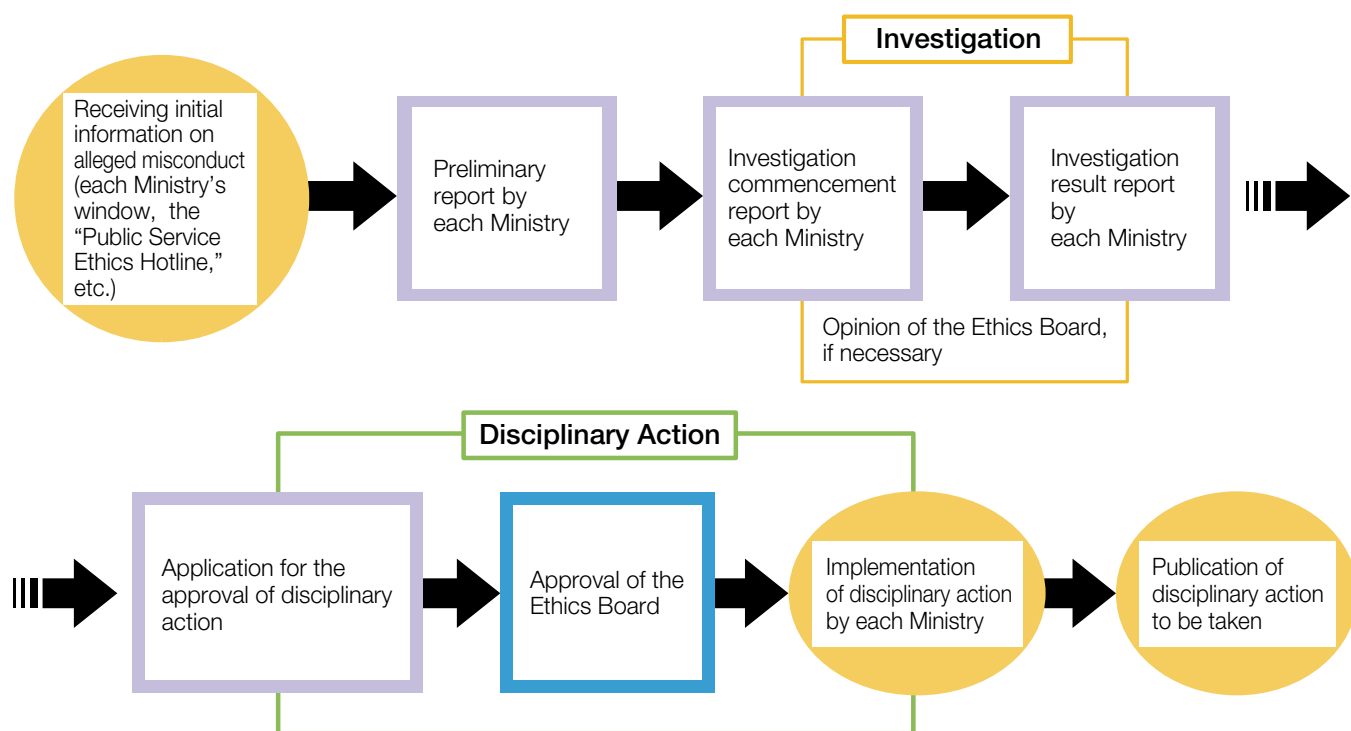 Investigation
Receiving initial
information on
alleged misconduct
(each Ministry's
window, the
“Public Service
Ethics Hotline,”
etc.)
Preliminary
report by
each Ministry
Investigation
commencement
report by
each Ministry
Investigation
result report
by
each Ministry
Opinion of the Ethics Board,
if necessary
Disciplinary Action
Application for the
approval of disciplinary
action
Approval of the
Ethics Board
Implementation
of disciplinary action
by each Ministry
Publication of
disciplinary action
to be taken